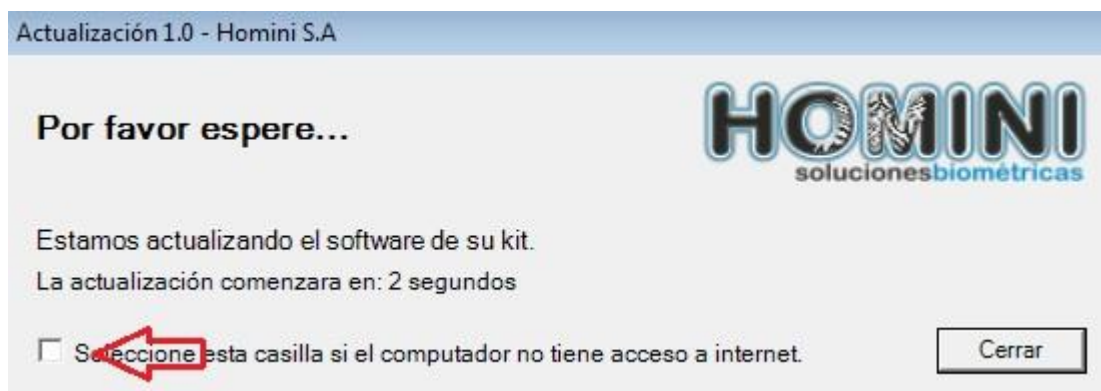 Actualización 1.0 - Homini S.A
HOMINI
solucionesbiométricas
Por favor espere...
Estamos actualizando el software de su kit.
La actualización comenzara en: 2 segundos
Seleccione esta casilla si el computador no tiene acceso a internet.
Cerrar